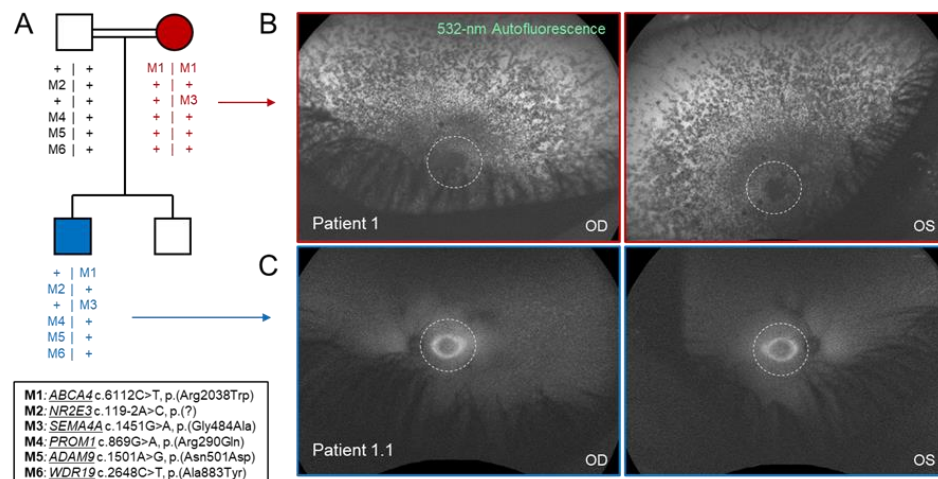 A
B
532-nm Autofluorescence
+ | +
M2 | +
+ | +
M4 | +
M5 | +
M6 | +
M1 | M1
+ | +
+ | M3
+ | +
+ | +
+ | +
Patient 1
OD
OS
C
+ | M1
M2 | +
+ | M3
M4 | +
M5 | +
M6 | +
Patient 1.1
OD
OS
M1: ABCA4 c.6112C>T, p.(Arg2038Trp)
M2: NR2E3 c.119-2A>C, p.(?)
M3: SEMA4A c.1451G>A, p.(Gly484Ala)
M4: PROM1 c.869G>A, p.(Arg290Gln)
M5: ADAM9 c.1501A>G, p.(Asn501Asp)
M6: WDR19 c.2648C>T, p.(Ala883Tyr)